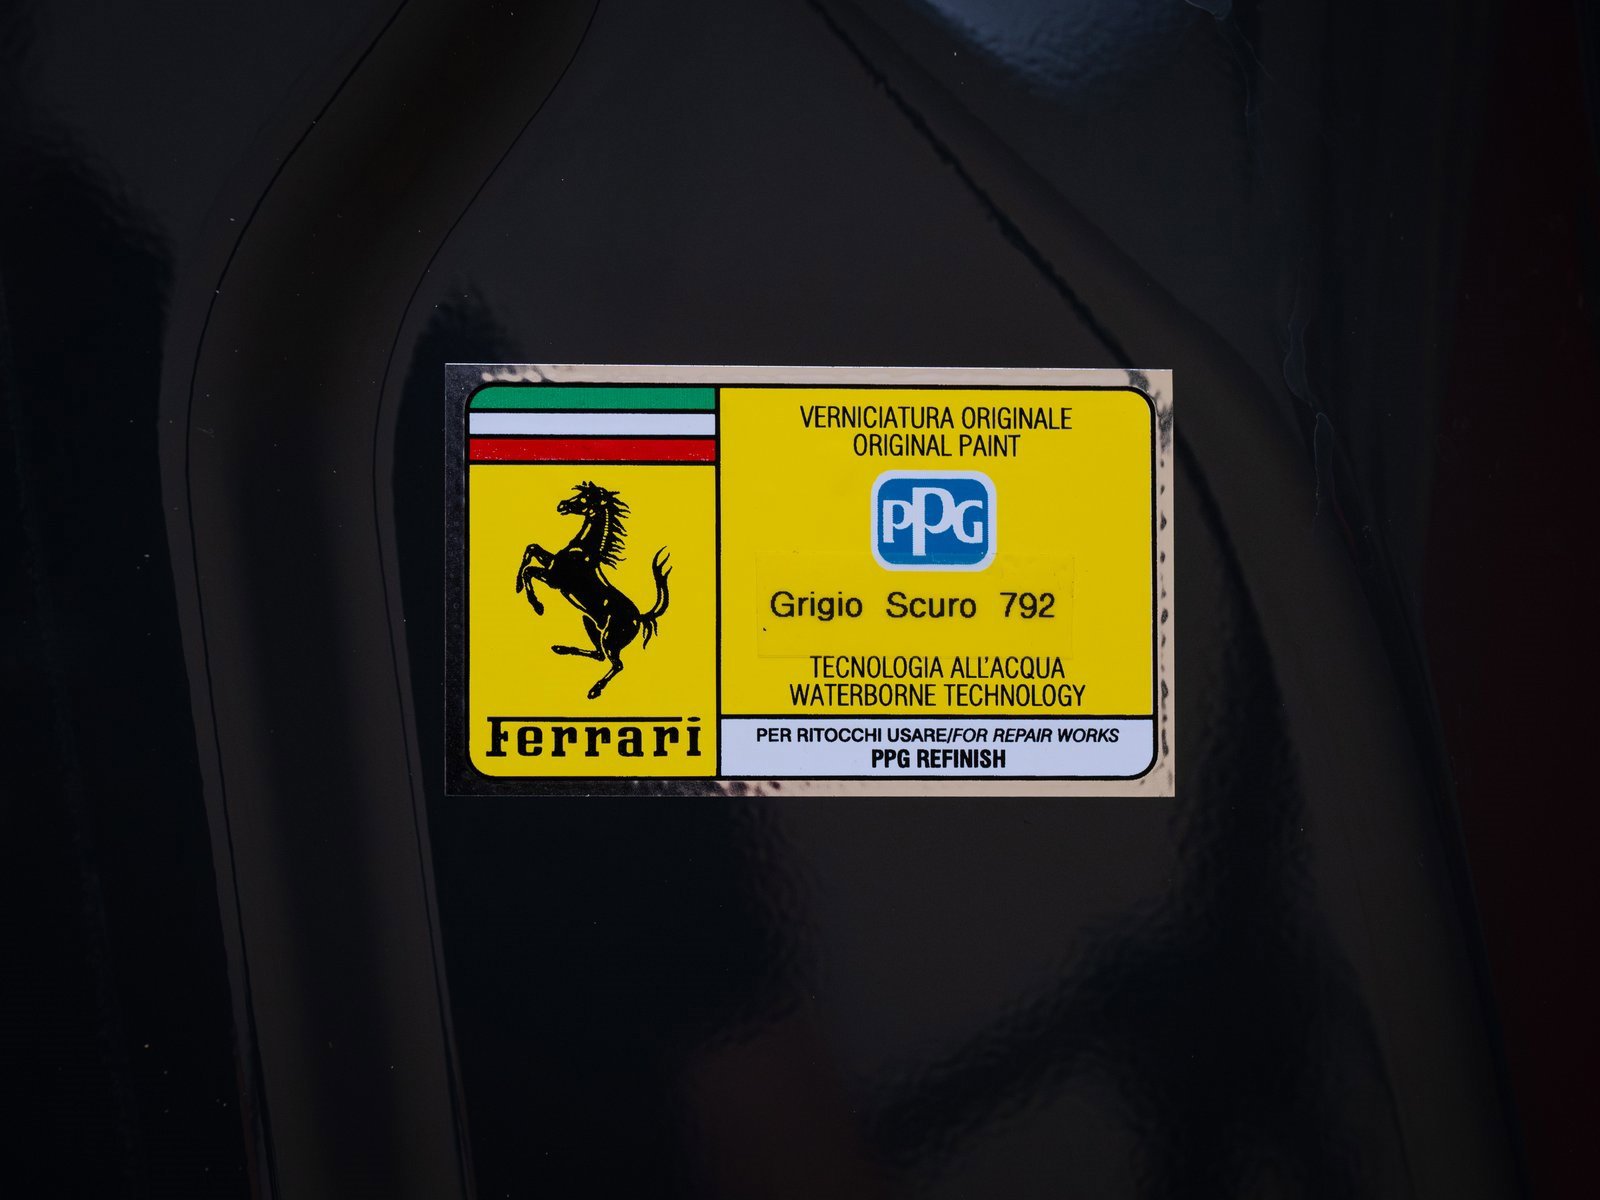 Ferrari
VERNICIATURA ORIGINALE
ORIGINAL PAINT
PPG
Grigio Scuro 792
TECNOLOGIA ALL'ACQUA
WATERBORNE TECHNOLOGY
PER RITOCCHI USARE/FOR REPAIR WORKS
PPG REFINISH